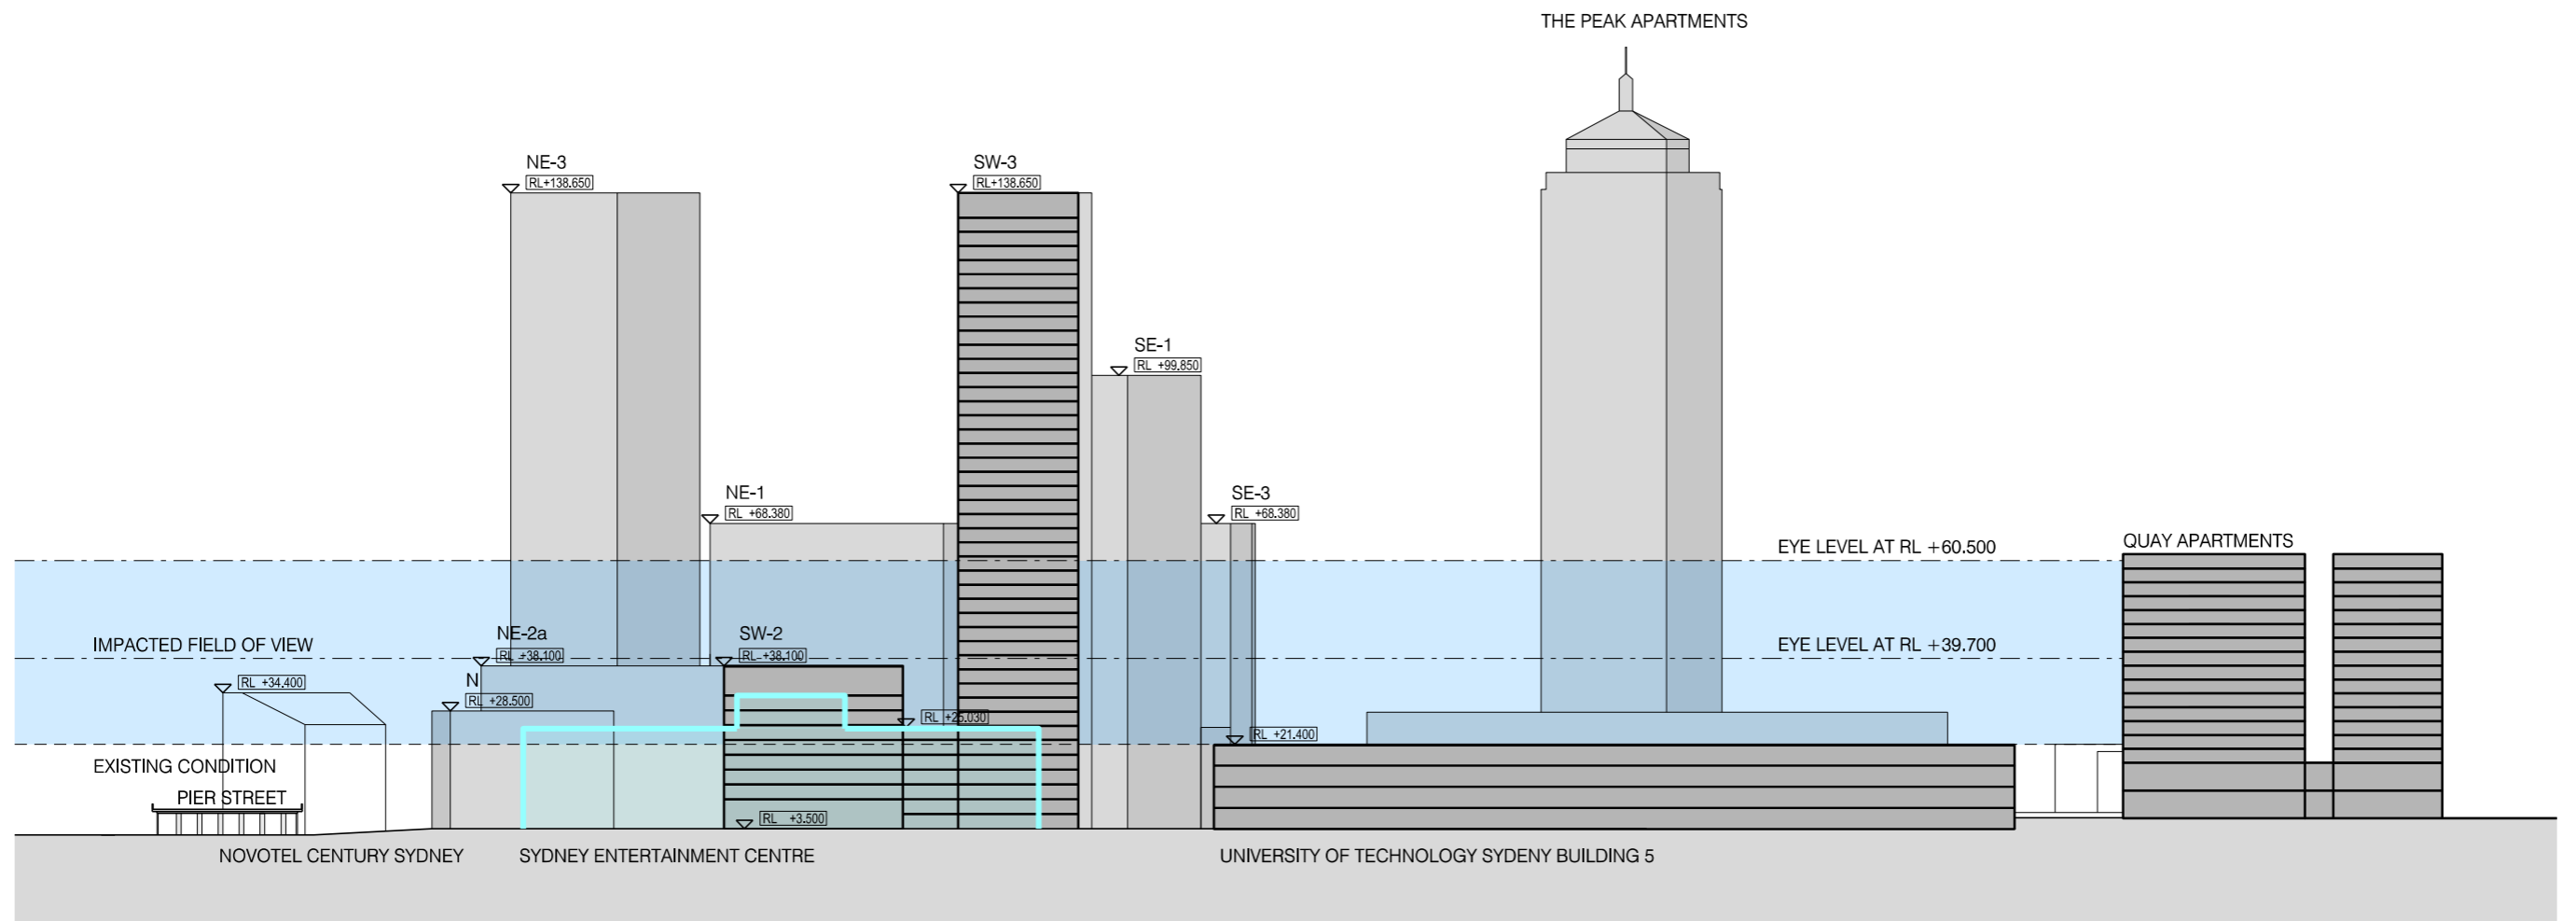 THE PEAK APARTMENTS
NE-3
RL+138.650
SW-3
RL+138.650
SE-1
RL +99.850
NE-1
RL +68.380
SE-3
RL +68.380
EYE LEVEL AT RL +60.500
QUAY APARTMENTS
IMPACTED FIELD OF VIEW
NE-2a
RL +38.100
SW-2
RL +38.100
EYE LEVEL AT RL +39.700
RL +34.400
N
RL +28.500
RL +25.030
RL +21.400
EXISTING CONDITION
PIER STREET
RL +3.500
NOVOTEL CENTURY SYDNEY
SYDNEY ENTERTAINMENT CENTRE
UNIVERSITY OF TECHNOLOGY SYDENY BUILDING 5